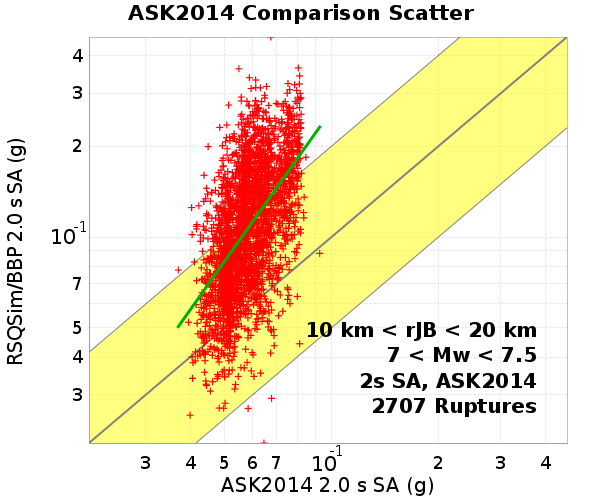 ASK2014 Comparison Scatter
RSQSim/BBP 2.0 s SA (g)
4
3
2
10-1
7
5
4
3
10 km < rJB < 20 km
7 < Mw < 7.5
2s SA, ASK2014
2707 Ruptures
3 4 5 6 7 10-1 2 3 4
ASK2014 2.0 s SA (g)